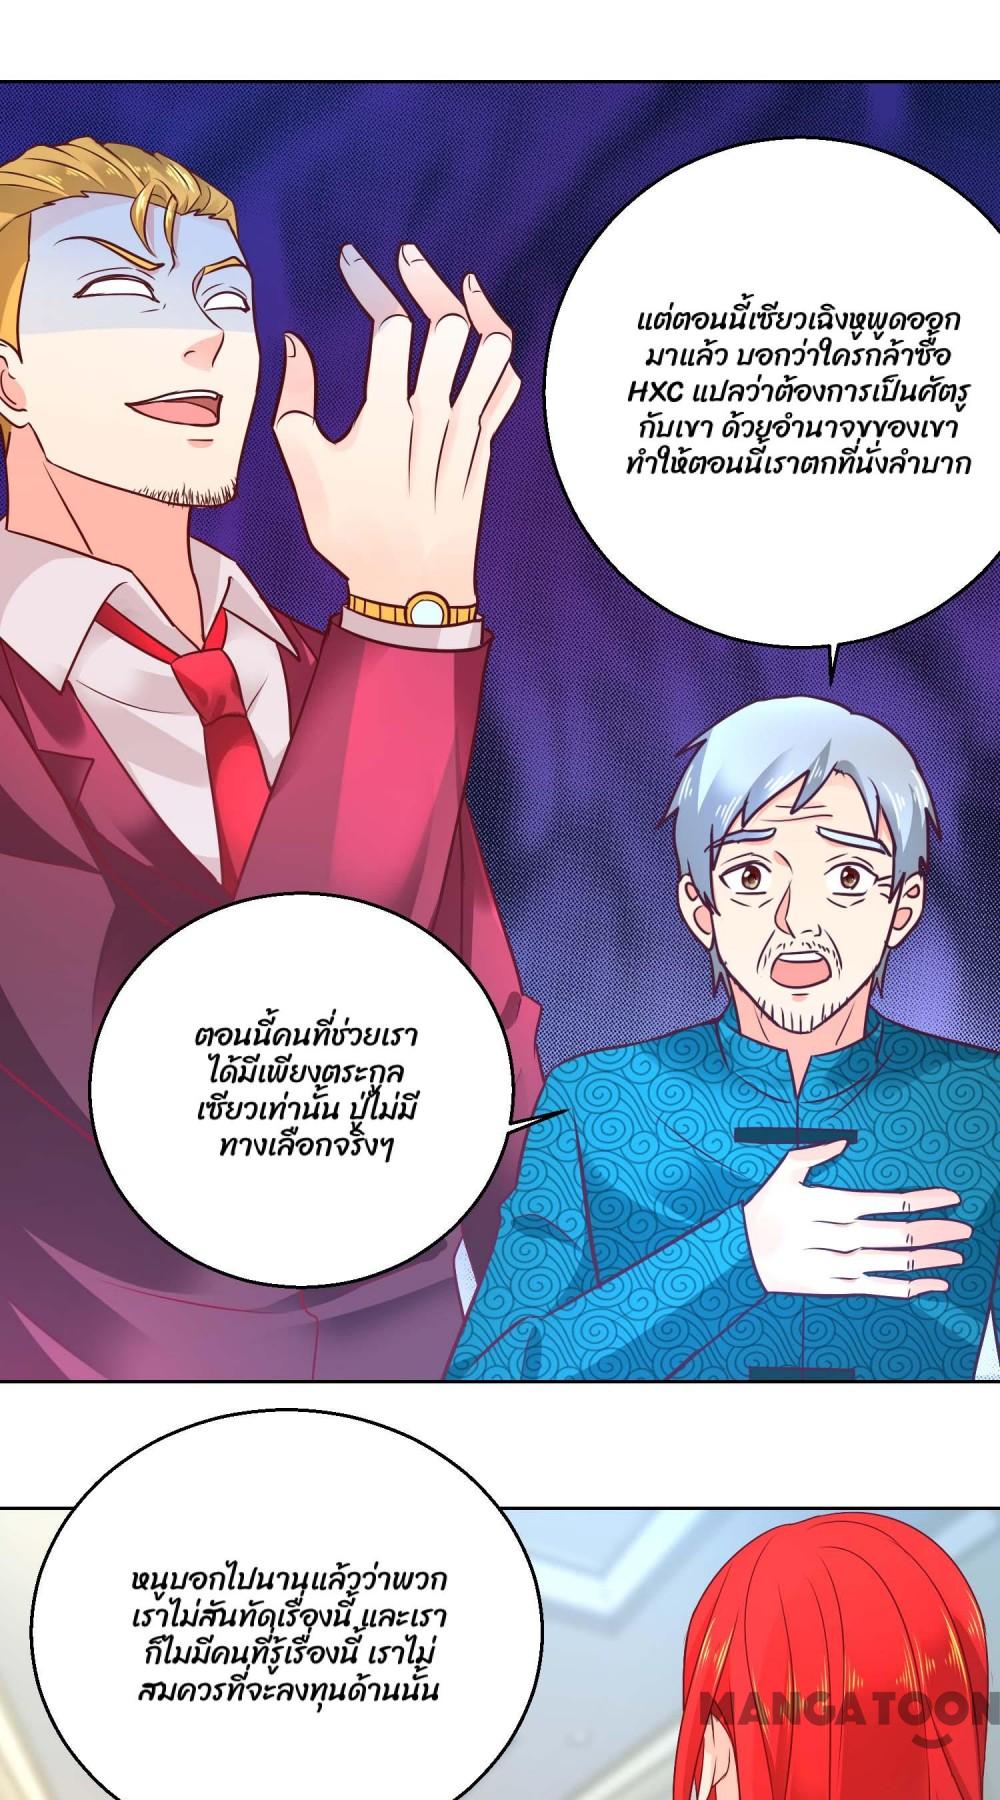 แต่ตอนนี้เซียวเฉิงหูพูดออก
มาแล้ว บอกว่าใครกล้าซื้อ
HXC แปลว่าต้องการเป็นศัตรู
กับเขา ด้วยอำนาจขของเขา
ทำให้ตอนนี้เราตกที่นั่งลำบาก
ตอนนี้คนที่ช่วยเรา
ได้มีเพียงตระกูล
เซียวเท่านั้น ปู่ไม่มี
ทางเลือกจริงๆ
หนูบอกไปนานแล้วว่าพวก
เราไม่สันทัดเรื่องนี้ และเรา
ก็ไมมีคนที่รู้เรื่องนี้ เราไม่
สมควรที่จะลงทุนด้านนั้น
MANGATOON